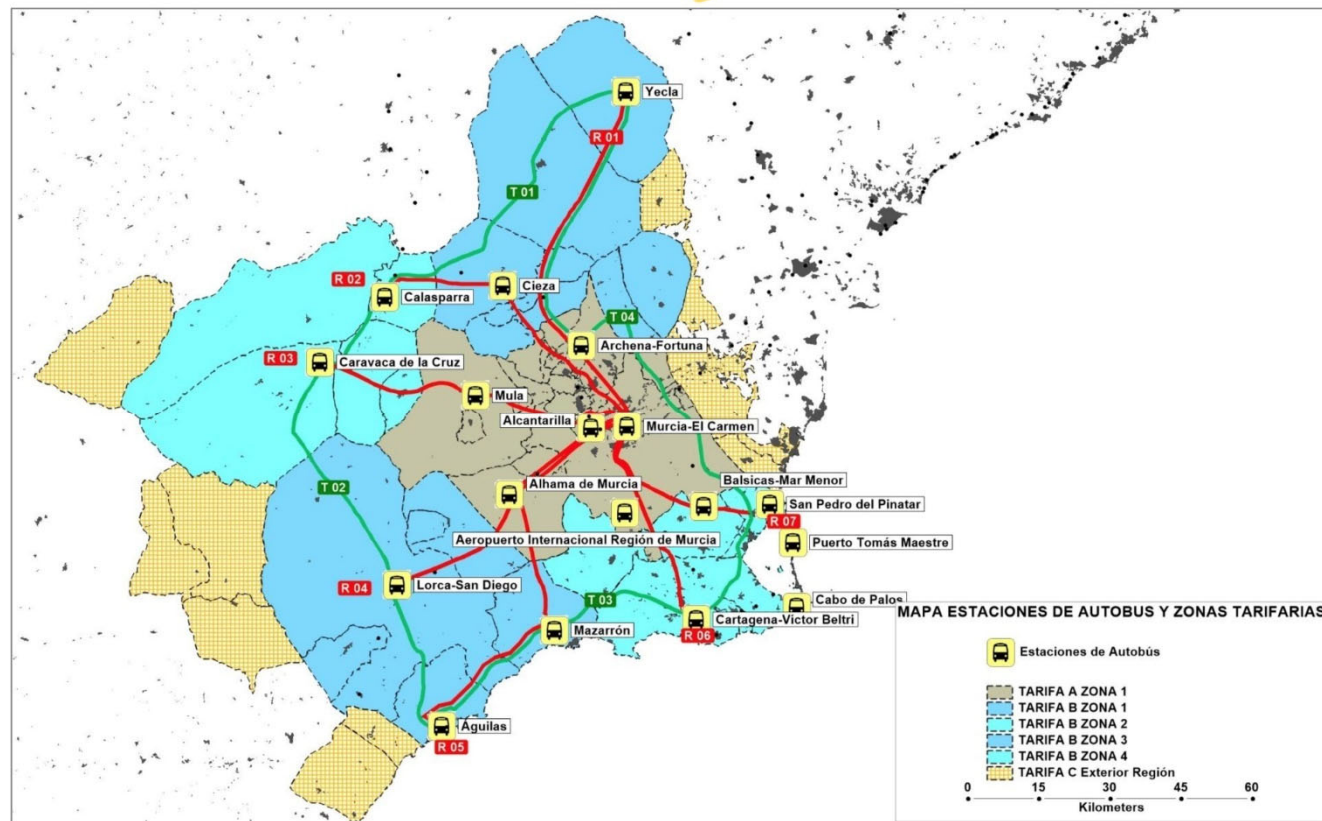 Yecla
R 01
T 01
R 02
Calasparra
Cieza
T 04
Archena-Fortuna
R 03
Caravaca de la Cruz
Mula
Alcantarilla
Murcia-El Carmen
Alhama de Murcia
Balsicas-Mar Menor
San Pedro del Pinatar
R 07
T 02
Aeropuerto Internacional Región de Murcia
Puerto Tomás Maestre
R 04
Lorca-San Diego
T 03
Cabo de Palos
Mazarrón
Cartagena-Victor Beltri
R 06
Águilas
R 05
MAPA ESTACIONES DE AUTOBUS Y ZONAS TARIFARIAS
Estaciones de Autobús
TARIFA A ZONA 1
TARIFA B ZONA 1
TARIFA B ZONA 2
TARIFA B ZONA 3
TARIFA B ZONA 4
TARIFA C Exterior Región
0 15 30 45 60
Kilometers